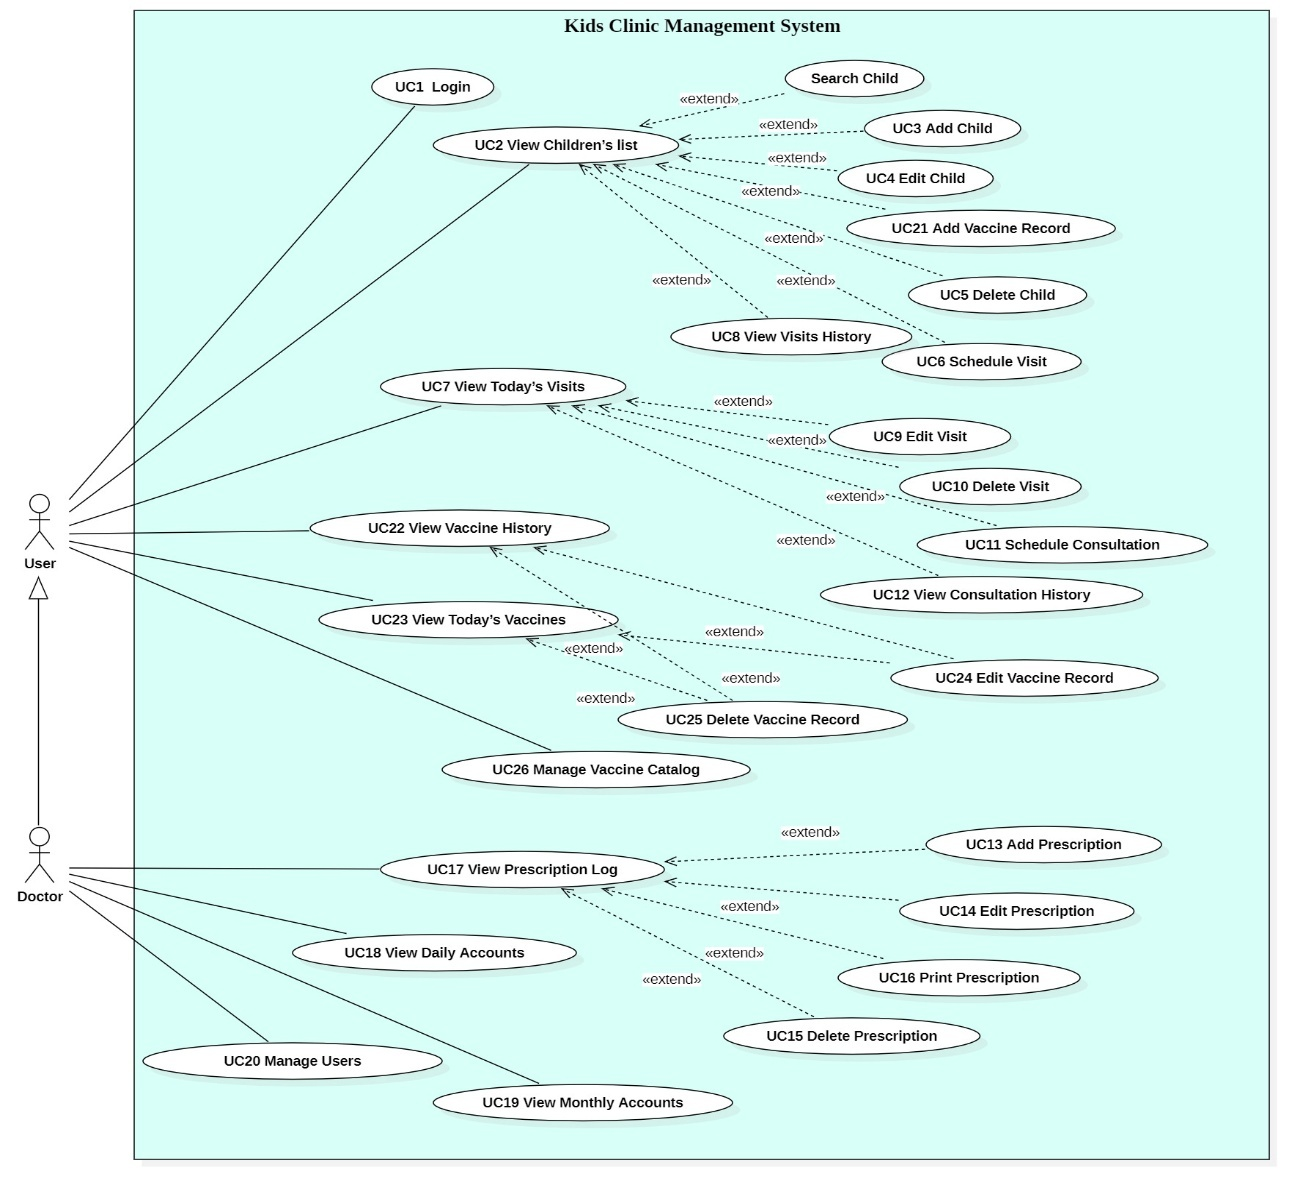 Kids Clinic Management System
UC1  Login
Search Child
«extend»
UC3 Add Child
«extend»
UC2 View Children’s list
«extend»
UC4 Edit Child
«extend»
UC21 Add Vaccine Record
«extend»
«extend»
«extend»
UC5 Delete Child
UC8 View Visits History
UC6 Schedule Visit
UC7 View Today’s Visits
«extend»
UC9 Edit Visit
«extend»
UC10 Delete Visit
«extend»
UC22 View Vaccine History
«extend»
UC11 Schedule Consultation
User
UC12 View Consultation History
UC23 View Today’s Vaccines
«extend»
«extend»
«extend»
UC24 Edit Vaccine Record
«extend»
UC25 Delete Vaccine Record
UC26 Manage Vaccine Catalog
«extend»
UC13 Add Prescription
UC17 View Prescription Log
Doctor
«extend»
UC14 Edit Prescription
UC18 View Daily Accounts
«extend»
«extend»
UC16 Print Prescription
UC15 Delete Prescription
UC20 Manage Users
UC19 View Monthly Accounts